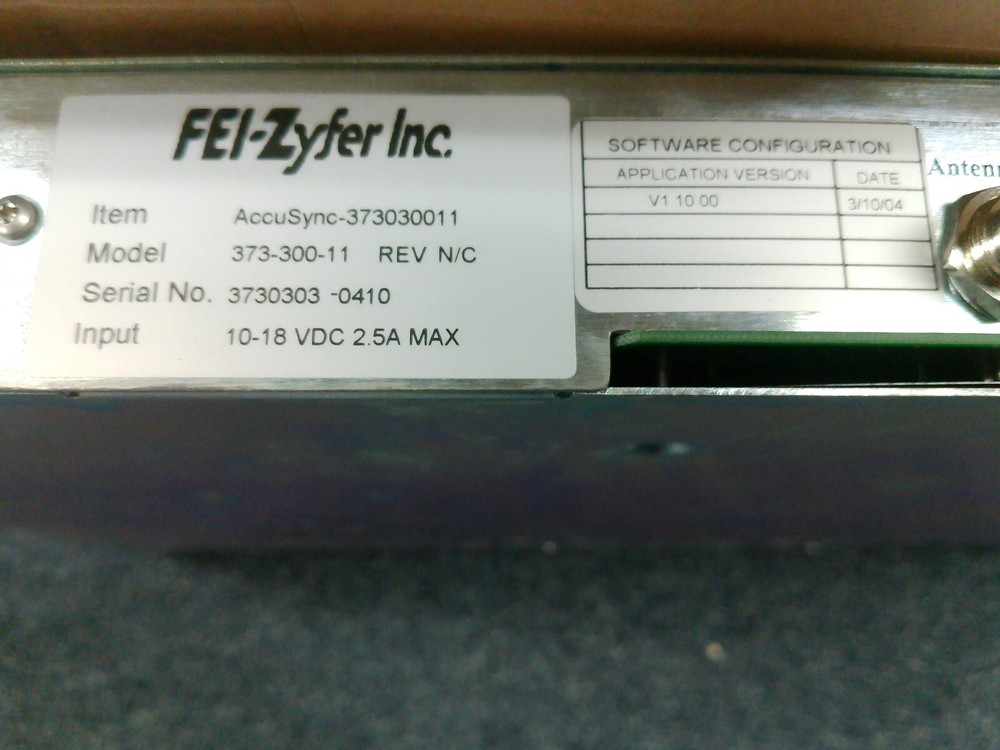 FEI-Zyfer Inc.
Item AccuSync-373030011
Model 373-300-11 REV N/C
Serial No. 3730303 -0410
Input 10-18 VDC 2.5A MAX
SOFTWARE CONFIGURATION
APPLICATION VERSION DATE
V1 10 00 3/10/04